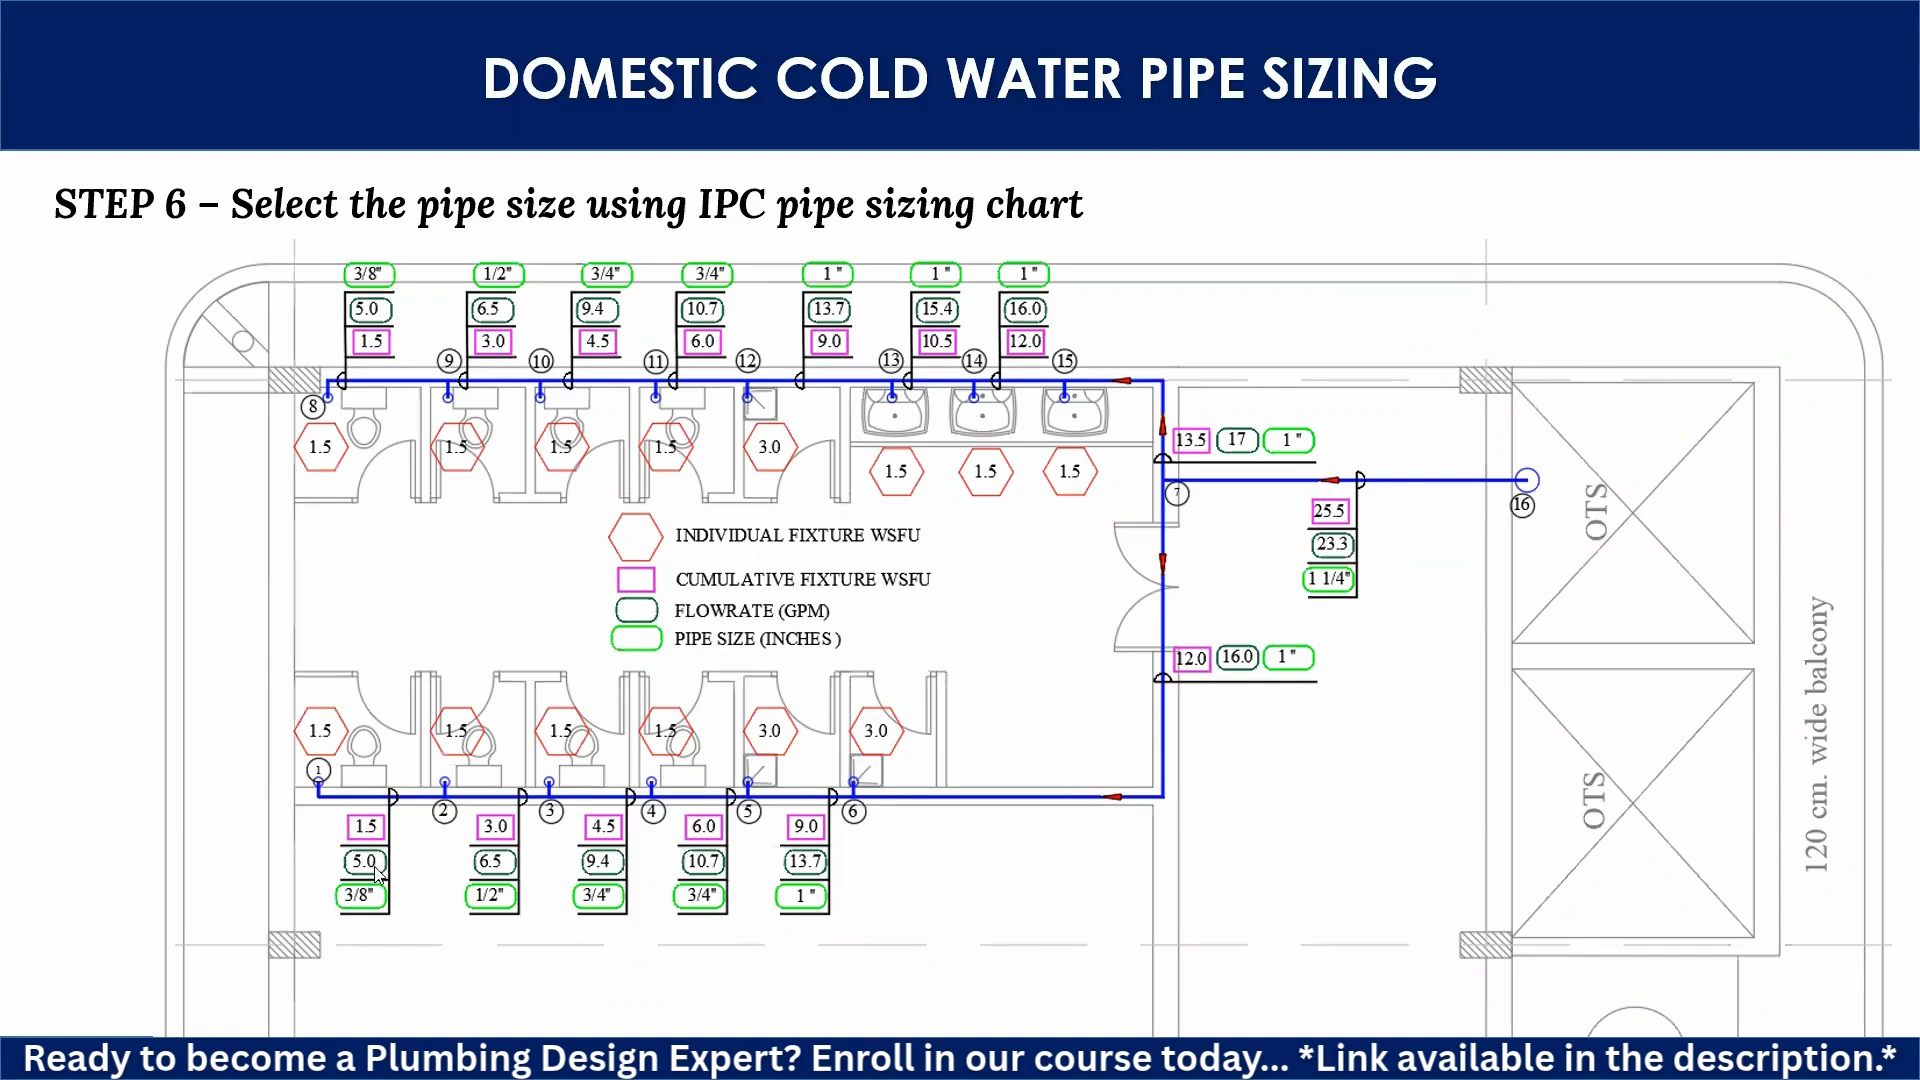 DOMESTIC COLD WATER PIPE SIZING
STEP 6 – Select the pipe size using IPC pipe sizing chart
3/8" 1/2" 3/4" 3/4" 1 " 1 " 1 "
5.0 6.5 9.4 10.7 13.7 15.4 16.0
1.5 3.0 4.5 6.0 9.0 10.5 12.0
9 10 11 12 13 14 15
8
1.5 1.5 1.5 1.5 3.0
1.5 1.5 1.5
13.5 17 1 "
7
16
25.5
23.3
1 1/4"
OTS
INDIVIDUAL FIXTURE WSFU
CUMULATIVE FIXTURE WSFU
FLOWRATE (GPM)
PIPE SIZE (INCHES )
12.0 16.0 1 "
1.5 1.5 1.5 1.5 3.0 3.0
1
2 3 4 5 6
1.5 3.0 4.5 6.0 9.0
5.0 6.5 9.4 10.7 13.7
3/8" 1/2" 3/4" 3/4" 1 "
OTS
120 cm. wide balcony
Ready to become a Plumbing Design Expert? Enroll in our course today... *Link available in the description.*